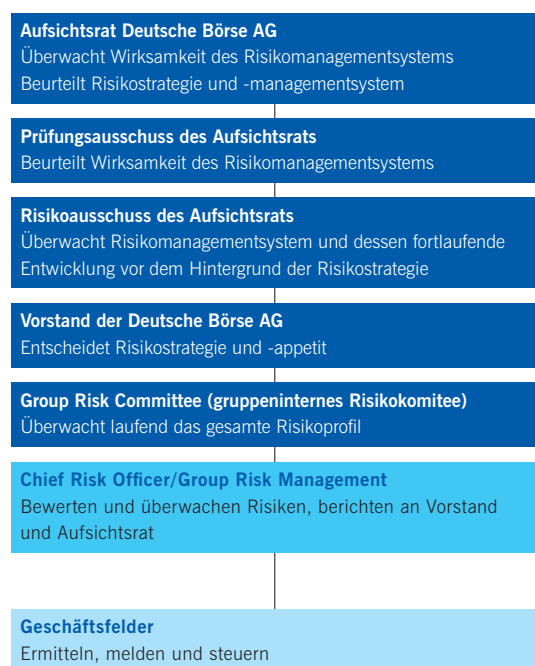 Aufsichtsrat Deutsche Börse AG
Überwacht Wirksamkeit des Risikomanagementsystems
Beurteilt Risikostrategie und -managementsystem
Prüfungsausschuss des Aufsichtsrats
Beurteilt Wirksamkeit des Risikomanagementsystems
Risikoausschuss des Aufsichtsrats
Überwacht Risikomanagementsystem und dessen fortlaufende
Entwicklung vor dem Hintergrund der Risikostrategie
Vorstand der Deutsche Börse AG
Entscheidet Risikostrategie und -appetit
Group Risk Committee (gruppeninternes Risikokomitee)
Überwacht laufend das gesamte Risikoprofil
Chief Risk Officer/Group Risk Management
Bewerten und überwachen Risiken, berichten an Vorstand
und Aufsichtsrat
Geschäftsfelder
Ermitteln, melden und steuern